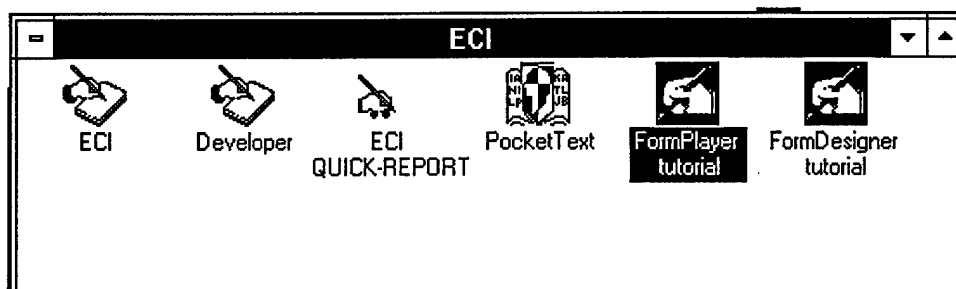 ECI
ECI
Developer
ECI
QUICK-REPORT
PocketText
FormPlayer
tutorial
FormDesigner
tutorial